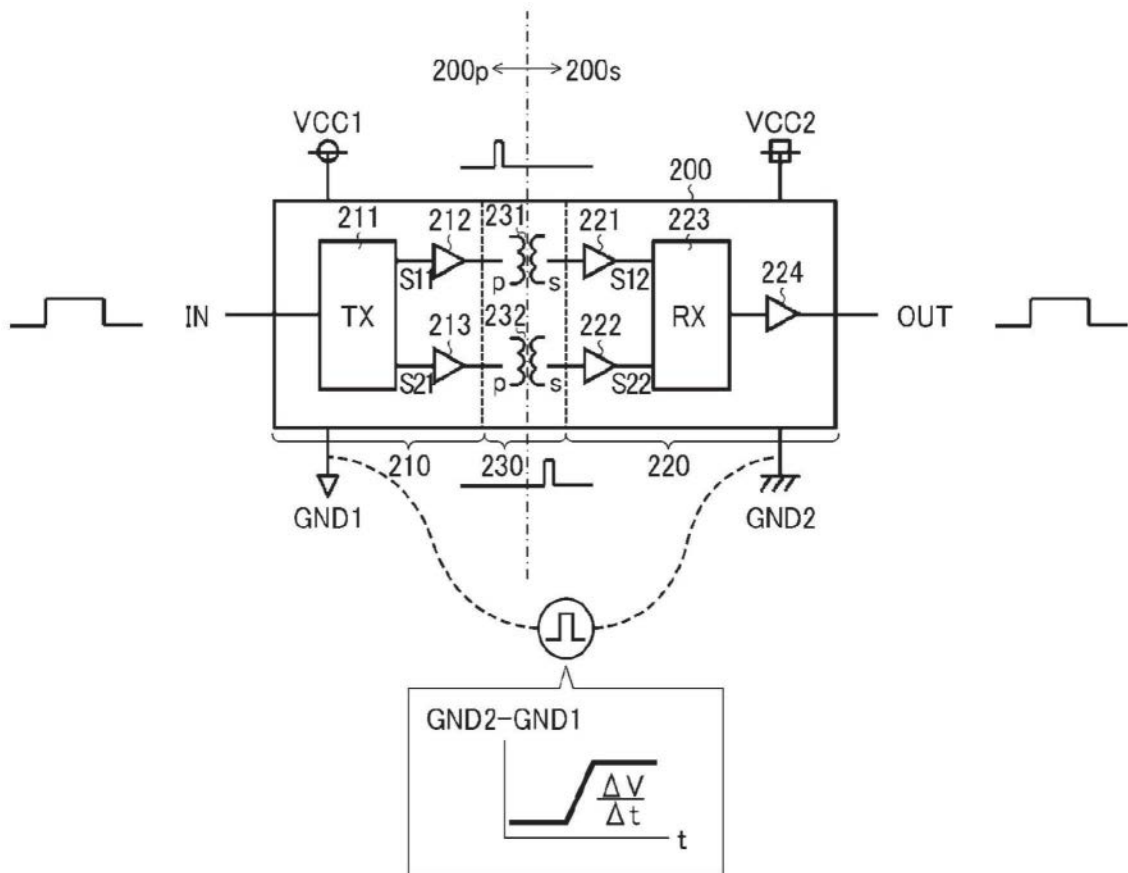 200p 200s
VCC1 VCC2
200
211 212 231 221 223
224
S11 p s S12
IN TX RX OUT
213 232 222
S21 p s S22
210 230 220
GND1 GND2
GND2-GND1
ΔV
Δt
t